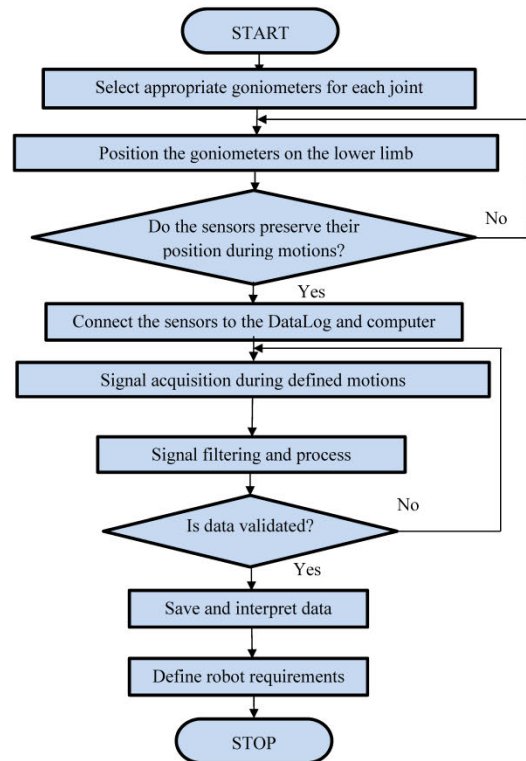 START
Select appropriate goniometers for each joint
Position the goniometers on the lower limb
Do the sensors preserve their
position during motions?
No
Yes
Connect the sensors to the DataLog and computer
Signal acquisition during defined motions
Signal filtering and process
Is data validated?
No
Yes
Save and interpret data
Define robot requirements
STOP